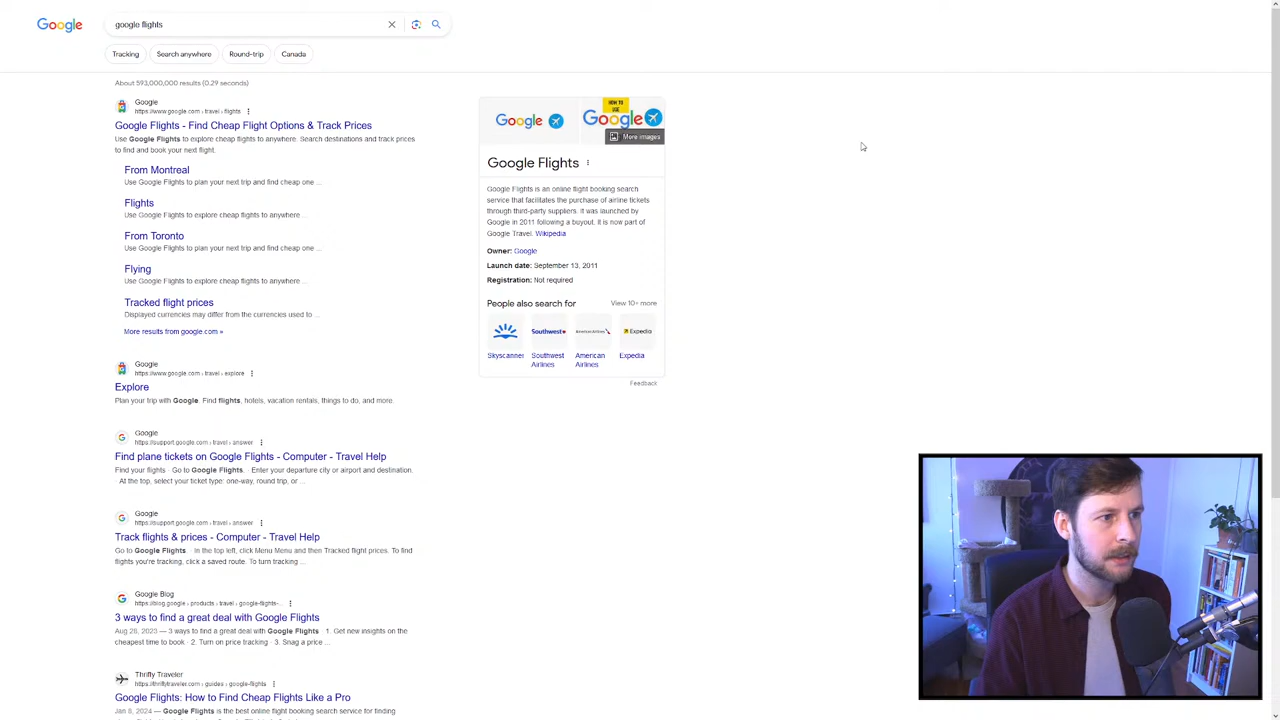 Google
google flights
Tracking
Search anywhere
Round-trip
Canada
About 593,000,000 results (0.29 seconds)
Google
https://www.google.com › travel › flights
Google Flights - Find Cheap Flight Options & Track Prices
Use Google Flights to explore cheap flights to anywhere. Search destinations and track prices
to find and book your next flight.
From Montreal
Use Google Flights to plan your next trip and find cheap one ...
Flights
Use Google Flights to explore cheap flights to anywhere ...
From Toronto
Use Google Flights to plan your next trip and find cheap one ...
Flying
Use Google Flights to explore cheap flights to anywhere ...
Tracked flight prices
Displayed currencies may differ from the currencies used to ...
More results from google.com »
Google
https://www.google.com › travel › explore
Explore
Plan your trip with Google. Find flights, hotels, vacation rentals, things to do, and more.
Google
https://support.google.com › travel › answer
Find plane tickets on Google Flights - Computer - Travel Help
Find your flights · Go to Google Flights. · Enter your departure city or airport and destination.
· At the top, select your ticket type: one-way, round trip, or ...
Google
https://support.google.com › travel › answer
Track flights & prices - Computer - Travel Help
Go to Google Flights · In the top left, click Menu Menu and then Tracked flight prices. To find
flights you're tracking, click a saved route. To turn tracking ...
Google Blog
https://blog.google › products › travel › google-flights-...
3 ways to find a great deal with Google Flights
Aug 28, 2023 — 3 ways to find a great deal with Google Flights · 1. Get new insights on the
cheapest time to book · 2. Turn on price tracking · 3. Snag a price ...
Thrifty Traveler
https://thriftytraveler.com › guides › google-flights
Google Flights: How to Find Cheap Flights Like a Pro
Jan 8, 2024 — Google Flights is the best online flight booking search service for finding
Google
HOW TO
USE
Google
More images
Google Flights
Google Flights is an online flight booking search
service that facilitates the purchase of airline tickets
through third-party suppliers. It was launched by
Google in 2011 following a buyout. It is now part of
Google Travel. Wikipedia
Owner: Google
Launch date: September 13, 2011
Registration: Not required
People also search for
View 10+ more
Southwest
American Airlines
Expedia
Skyscanner
Southwest
Airlines
American
Airlines
Expedia
Feedback